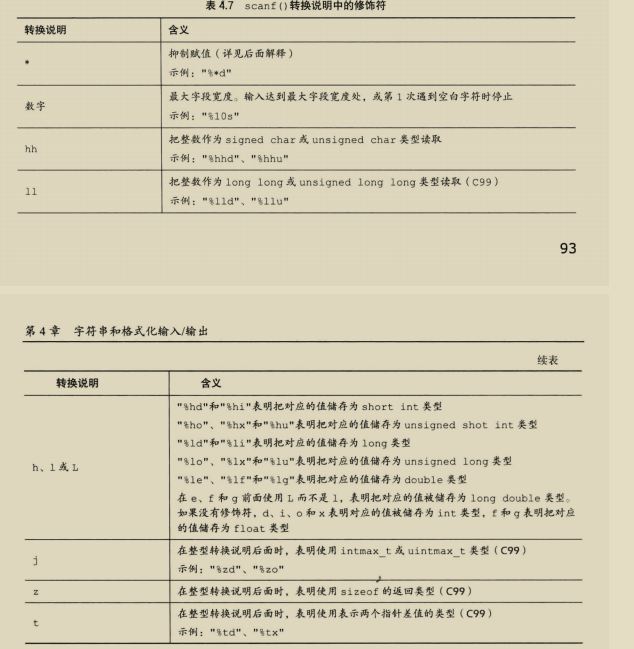 表 4.7 scanf()转换说明中的修饰符
转换说明 含义
* 抑制赋值（详见后面解释）
示例："%*d"
数字 最大字段宽度。输入达到最大字段宽度处，或第 1 次遇到空白字符时停止
示例："%10s"
hh 把整数作为 signed char 或 unsigned char 类型读取
示例："%hhd"、"%hhu"
ll 把整数作为 long long 或 unsigned long long 类型读取（C99）
示例："%lld"、"%llu"
93
第 4 章 字符串和格式化输入/输出
续表
转换说明 含义
h、l 或 L
"%hd"和"%hi"表明把对应的值储存为 short int 类型
"%ho"、"%hx"和"%hu"表明把对应的值储存为 unsigned shot int 类型
"%ld"和"%li"表明把对应的值储存为 long 类型
"%lo"、"%lx"和"%lu"表明把对应的值储存为 unsigned long 类型
"%le"、"%lf"和"%lg"表明把对应的值储存为 double 类型
在 e、f 和 g 前面使用 L 而不是 l，表明把对应的值被储存为 long double 类型。
如果没有修饰符，d、i、o 和 x 表明对应的值被储存为 int 类型，f 和 g 表明把对应
的值储存为 float 类型
j 在整型转换说明后面时，表明使用 intmax_t 或 uintmax_t 类型（C99）
示例："%zd"、"%zo"
z 在整型转换说明后面时，表明使用 sizeof 的返回类型（C99）
t 在整型转换说明后面时，表明使用表示两个指针差值的类型（C99）
示例："%td"、"%tx"